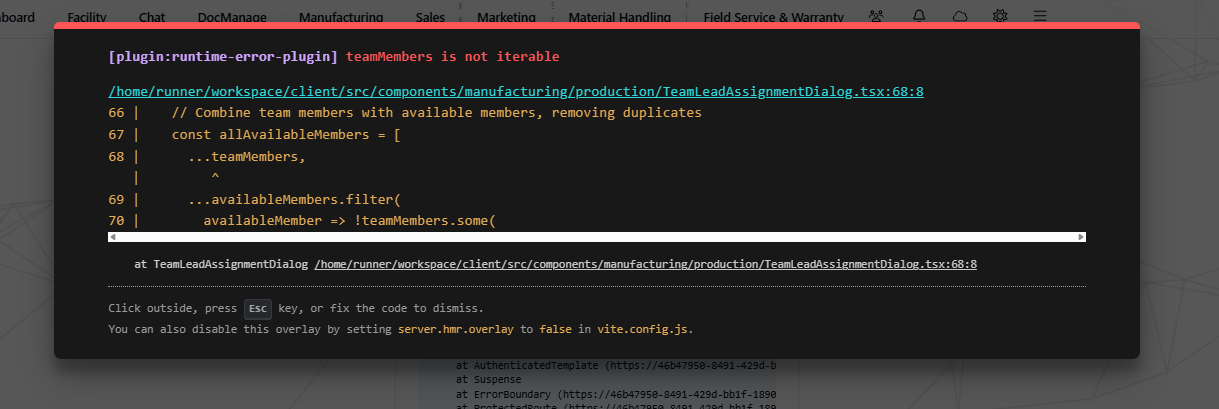 board Facility Chat DocManage Manufacturing Sales Marketing Material Handling Field Service & Warranty
[plugin:runtime-error-plugin] teamMembers is not iterable
/home/runner/workspace/client/src/components/manufacturing/production/TeamLeadAssignmentDialog.tsx:68:8
66 | // Combine team members with available members, removing duplicates
67 | const allAvailableMembers = [
68 | ...teamMembers,
| ^
69 | ...availableMembers.filter(
70 | availableMember => !teamMembers.some(
at TeamLeadAssignmentDialog /home/runner/workspace/client/src/components/manufacturing/production/TeamLeadAssignmentDialog.tsx:68:8
Click outside, press Esc key, or fix the code to dismiss.
You can also disable this overlay by setting server.hmr.overlay to false in vite.config.js.
at AuthenticatedTemplate (https://46b47950-8491-429d-b
at Suspense
at ErrorBoundary (https://46b47950-8491-429d-bb1f-1890
at ProtectedRoute (https://46b47950-8491-429d-bb1f-1890